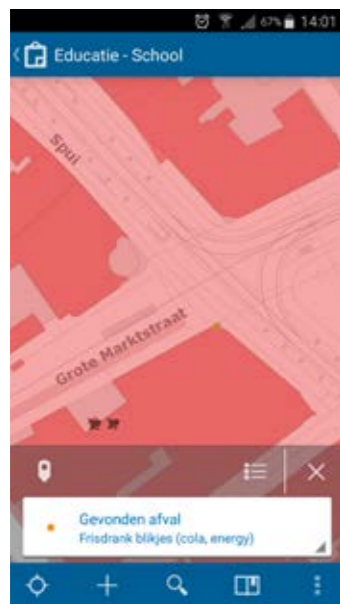 67% 14:01
Educatie - School
Spui
Grote Marktstraat
Gevonden afval
Frisdrank blikjes (cola, energy)